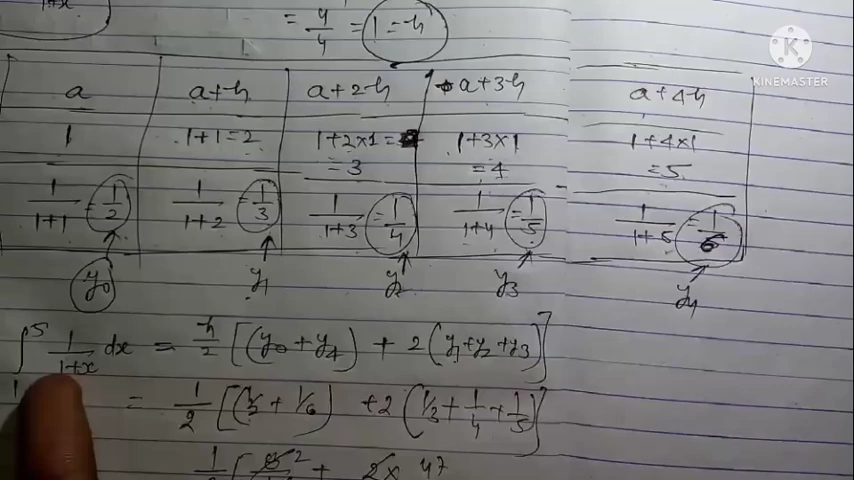 1+x
= 4/4 = 1 = h
KINEMASTER
a a+h a+2h a+3h a+4h
1 1+1=2 1+2×1= 1+3×1 1+4×1
=3 =4 =5
1/1+1 = 1/2 1/1+2 = 1/3 1/1+3 = 1/4 1/1+4 = 1/5 1/1+5 = 1/6
y0 y1 y2 y3 y4
∫₁⁵ 1/1+x dx = h/2 [(y0 + y4) + 2(y1+y2+y3)]
= 1/2 [( + 1/6) +2(1/3 + 1/4 + 1/5)]
2× 47